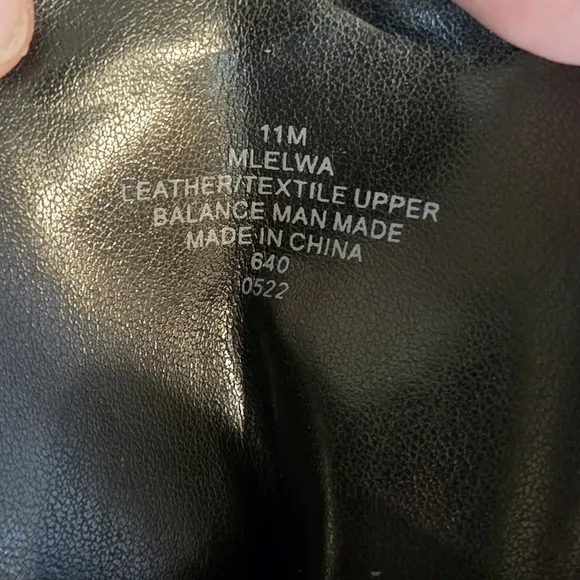 11M
MLELWA
LEATHER/TEXTILE UPPER
BALANCE MAN MADE
MADE IN CHINA
640
0522